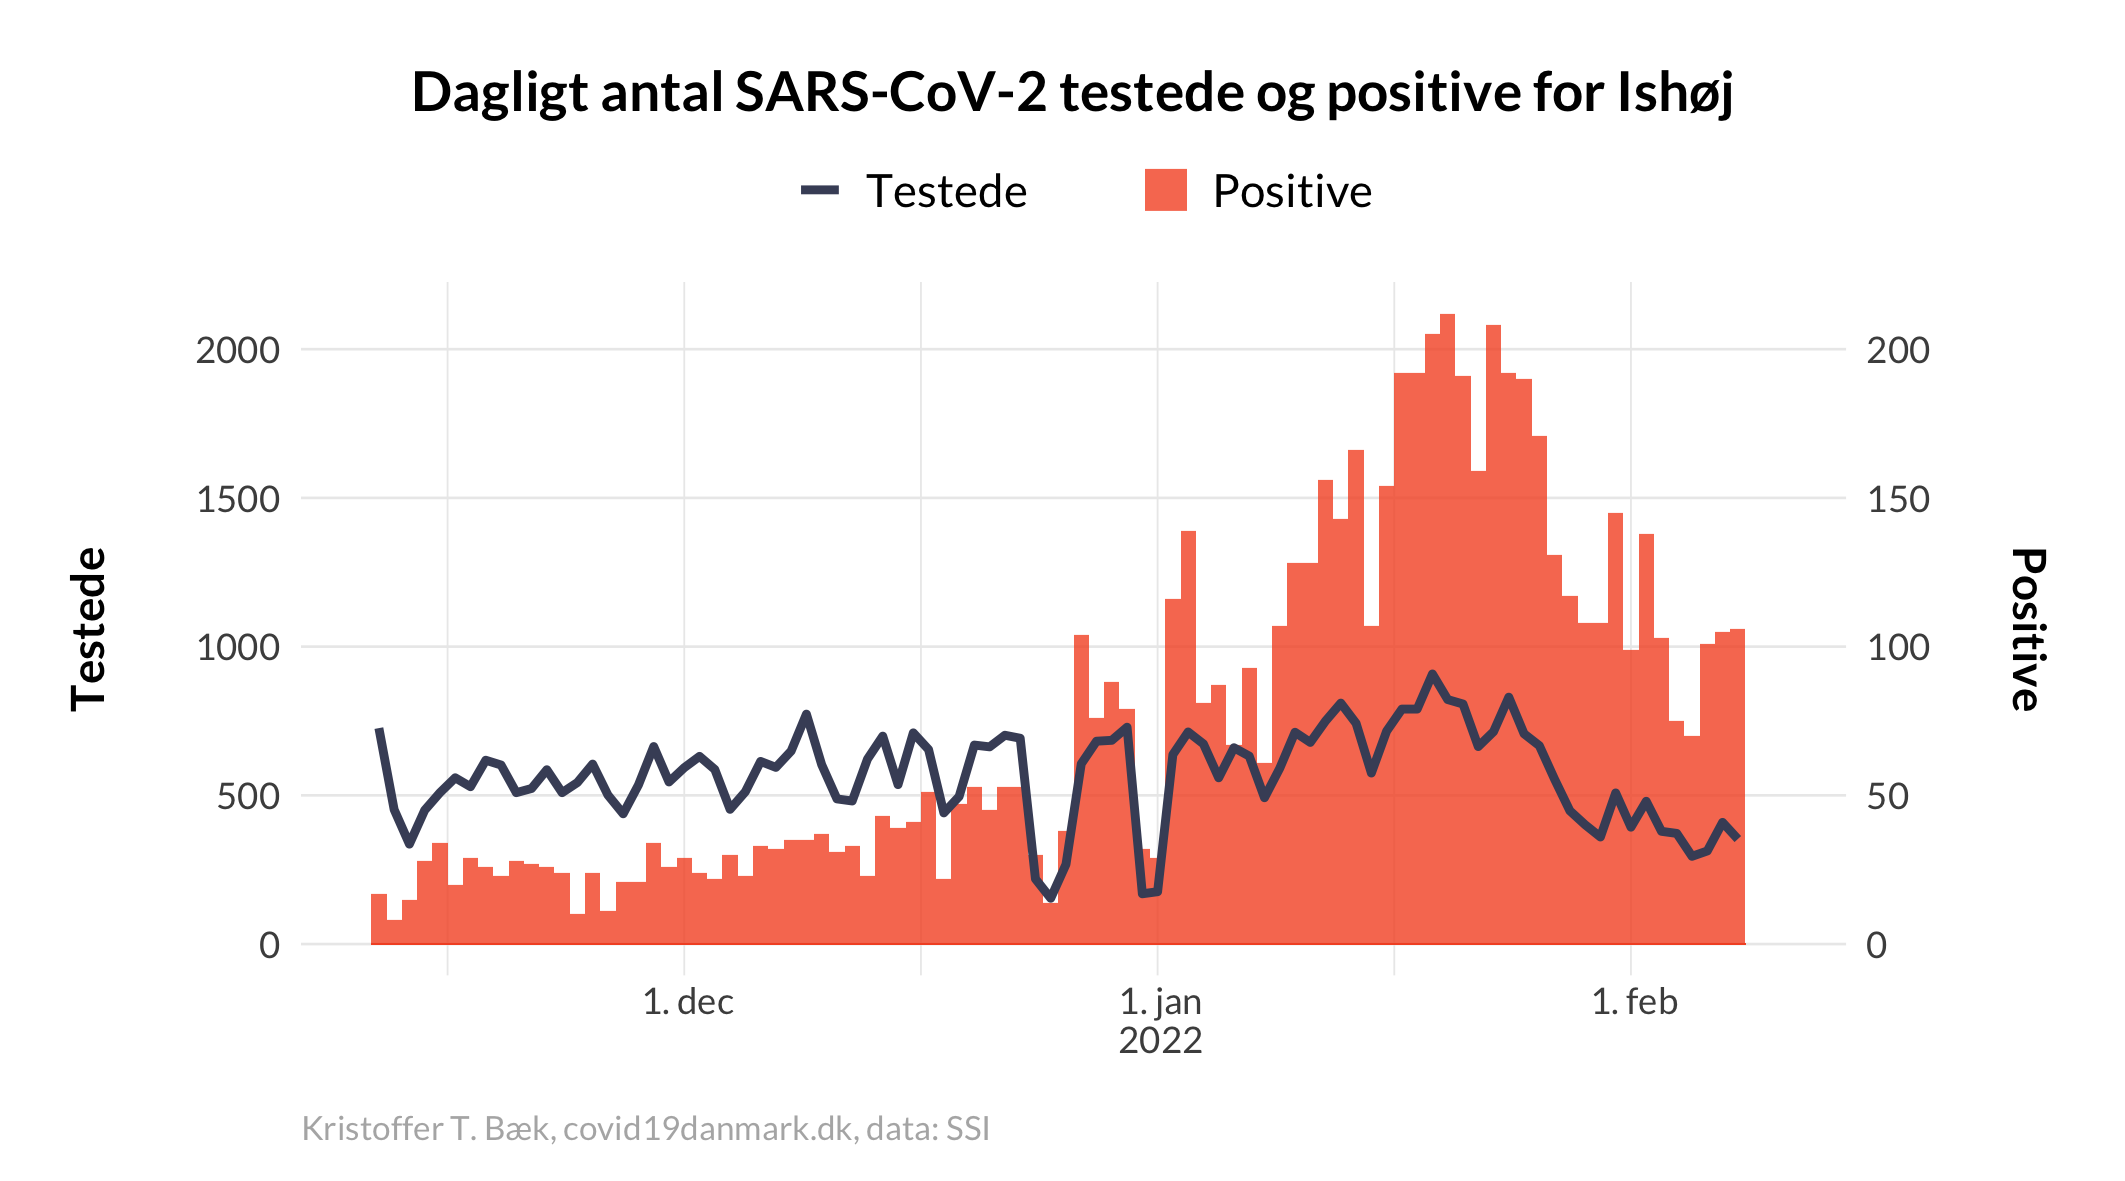 Dagligt antal SARS-CoV-2 testede og positive for Ishøj
Testede
Positive
2000
1500
1000
500
0
Testede
200
150
100
50
0
Positive
1. dec
1. jan
2022
1. feb
Kristoffer T. Bæk, covid19danmark.dk, data: SSI